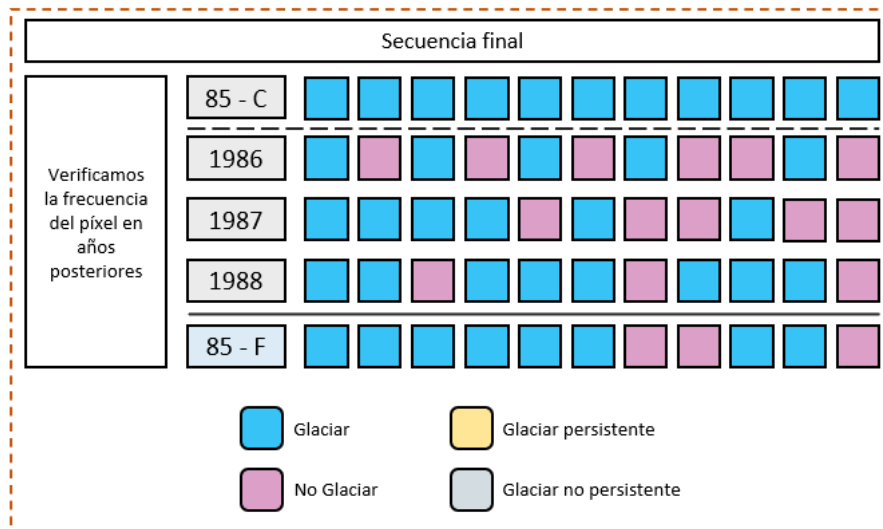 Secuencia final
Verificamos
la frecuencia
del píxel en
años
posteriores
85 - C
1986
1987
1988
85 - F
Glaciar
Glaciar persistente
No Glaciar
Glaciar no persistente